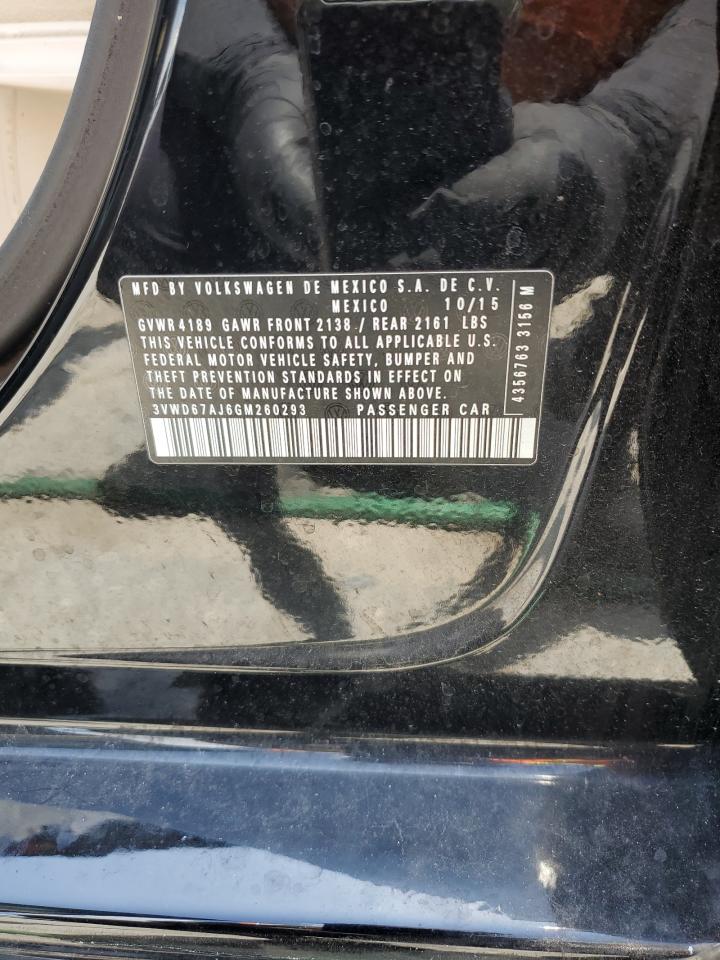 MFD BY VOLKSWAGEN DE MEXICO S.A. DE C.V.
MEXICO 10/15
GVWR 4189 GAWR FRONT 2138 / REAR 2161 LBS
THIS VEHICLE CONFORMS TO ALL APPLICABLE U.S.
FEDERAL MOTOR VEHICLE SAFETY, BUMPER AND
THEFT PREVENTION STANDARDS IN EFFECT ON
THE DATE OF MANUFACTURE SHOWN ABOVE.
3VWD67AJ6GM260293 PASSENGER CAR
4356763 3156 M